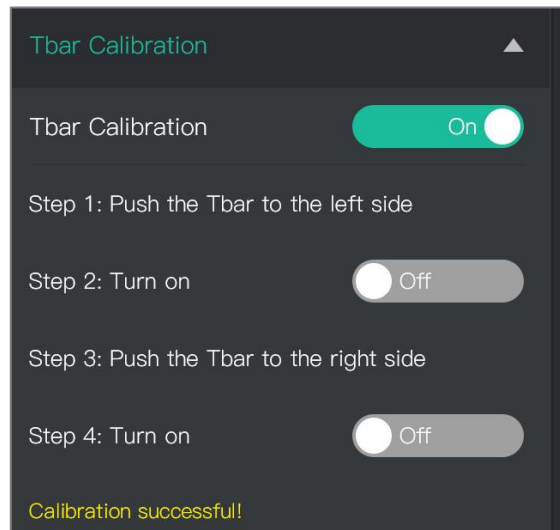 Tbar Calibration
Tbar Calibration On
Step 1: Push the Tbar to the left side
Step 2: Turn on Off
Step 3: Push the Tbar to the right side
Step 4: Turn on Off
Calibration successful!